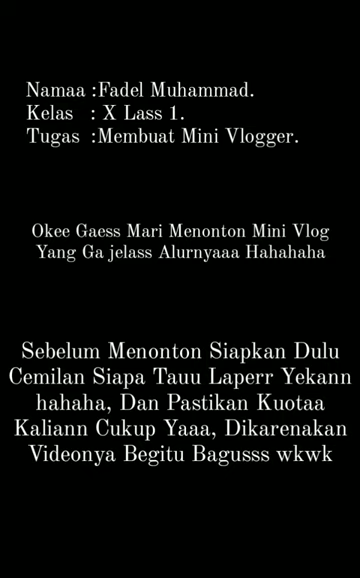 Namaa :Fadel Muhammad.
Kelas : X Lass 1.
Tugas :Membuat Mini Vlogger.
Okee Gaess Mari Menonton Mini Vlog
Yang Ga jelass Alurnyaaa Hahahaha
Sebelum Menonton Siapkan Dulu
Cemilan Siapa Tauu Laperr Yekann
hahaha, Dan Pastikan Kuotaa
Kaliann Cukup Yaaa, Dikarenakan
Videonya Begitu Bagusss wkwk